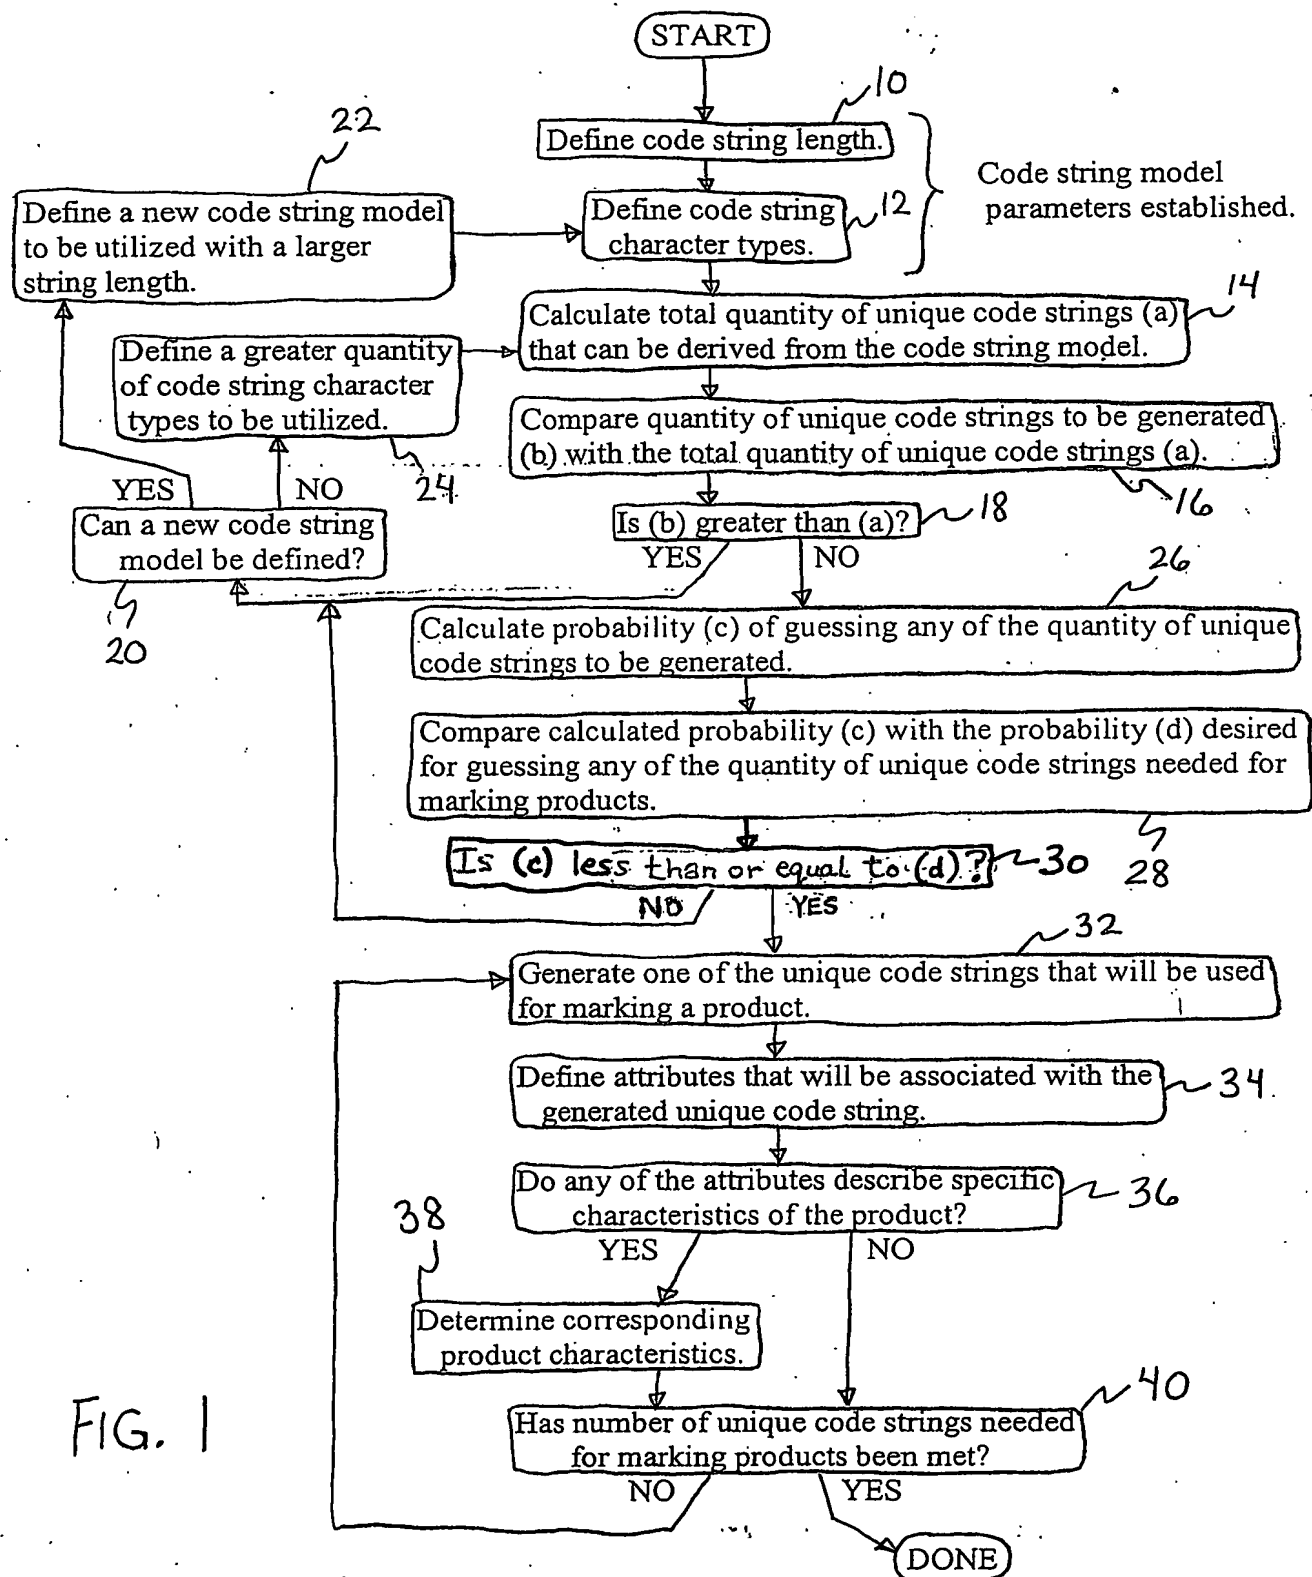 START
10
Define code string length.
22
Define a new code string model
to be utilized with a larger
string length.
Define code string
character types.
12
Code string model
parameters established.
14
Calculate total quantity of unique code strings (a)
that can be derived from the code string model.
Define a greater quantity
of code string character
types to be utilized.
24
Compare quantity of unique code strings to be generated
(b) with the total quantity of unique code strings (a).
16
YES
NO
Can a new code string
model be defined?
20
Is (b) greater than (a)?
18
YES
NO
26
Calculate probability (c) of guessing any of the quantity of unique
code strings to be generated.
Compare calculated probability (c) with the probability (d) desired
for guessing any of the quantity of unique code strings needed for
marking products.
28
Is (c) less than or equal to (d)?
30
NO
YES
32
Generate one of the unique code strings that will be used
for marking a product.
Define attributes that will be associated with the
generated unique code string.
34
Do any of the attributes describe specific
characteristics of the product?
36
38
YES
NO
Determine corresponding
product characteristics.
40
Has number of unique code strings needed
for marking products been met?
NO
YES
DONE
FIG. 1